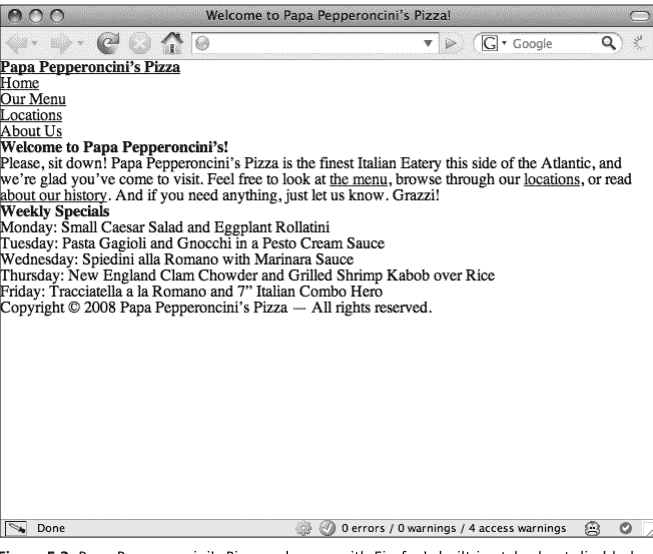 Welcome to Papa Pepperoncini's Pizza!
G Google
Papa Pepperoncini's Pizza
Home
Our Menu
Locations
About Us
Welcome to Papa Pepperoncini's!
Please, sit down! Papa Pepperoncini's Pizza is the finest Italian Eatery this side of the Atlantic, and
we're glad you've come to visit. Feel free to look at the menu, browse through our locations, or read
about our history. And if you need anything, just let us know. Grazzi!
Weekly Specials
Monday: Small Caesar Salad and Eggplant Rollatini
Tuesday: Pasta Gagioli and Gnocchi in a Pesto Cream Sauce
Wednesday: Spiedini alla Romano with Marinara Sauce
Thursday: New England Clam Chowder and Grilled Shrimp Kabob over Rice
Friday: Tracciatella a la Romano and 7” Italian Combo Hero
Copyright © 2008 Papa Pepperoncini's Pizza — All rights reserved.
Done 0 errors / 0 warnings / 4 access warnings